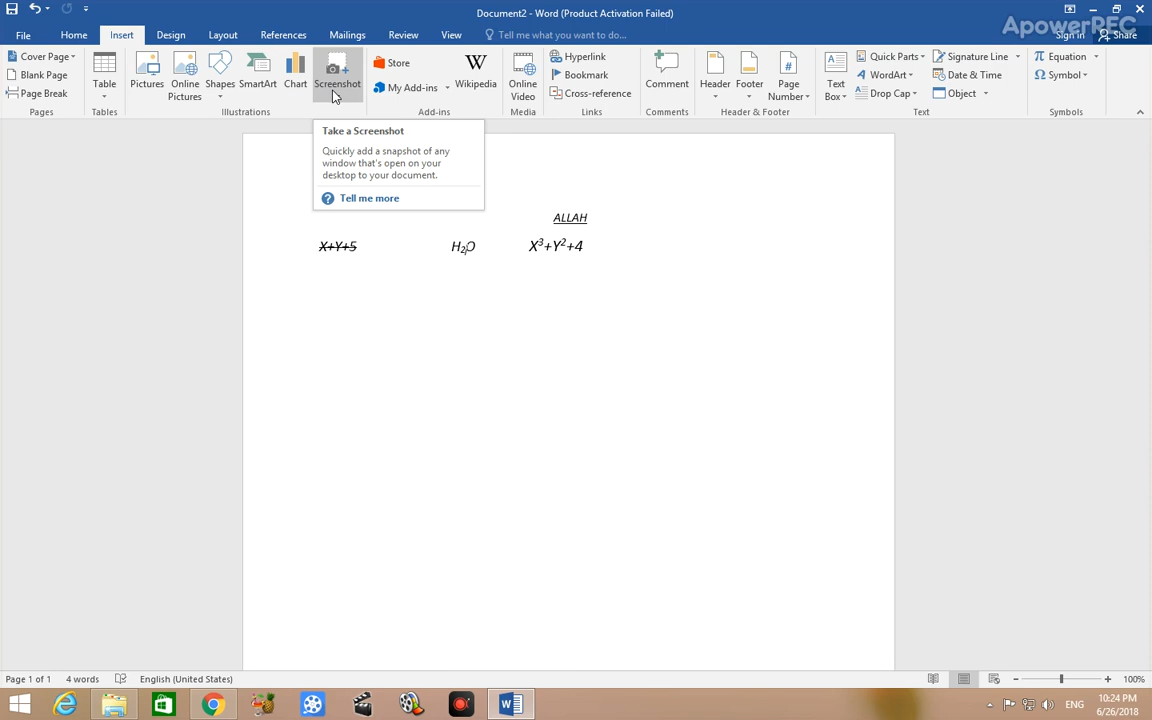 Document2 - Word (Product Activation Failed)
ApowerREC
File Home Insert Design Layout References Mailings Review View Tell me what you want to do... Sign in Share
Cover Page
Blank Page
Page Break
Pages
Table
Tables
Pictures
Online Pictures
Shapes
SmartArt
Chart
Screenshot
Illustrations
Store
My Add-ins
Wikipedia
Add-ins
Online Video
Media
Hyperlink
Bookmark
Cross-reference
Links
Comment
Comments
Header
Footer
Page Number
Header & Footer
Text Box
Quick Parts
WordArt
Drop Cap
Signature Line
Date & Time
Object
Text
Equation
Symbol
Symbols
Take a Screenshot
Quickly add a snapshot of any
window that's open on your
desktop to your document.
Tell me more
ALLAH
X+Y+5 H₂O X³+Y²+4
Page 1 of 1 4 words English (United States) 100%
ENG
10:24 PM
6/26/2018